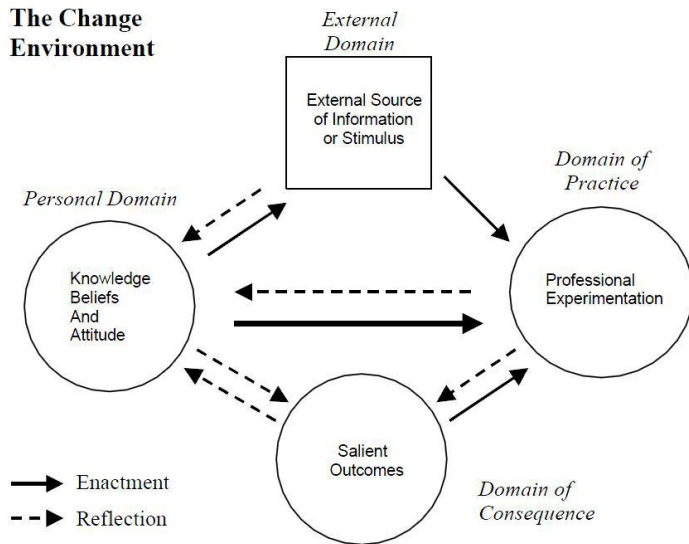 The Change
Environment
External
Domain
External Source
of Information
or Stimulus
Domain of
Practice
Personal Domain
Knowledge
Beliefs
And
Attitude
Professional
Experimentation
Salient
Outcomes
Enactment
Reflection
Domain of
Consequence